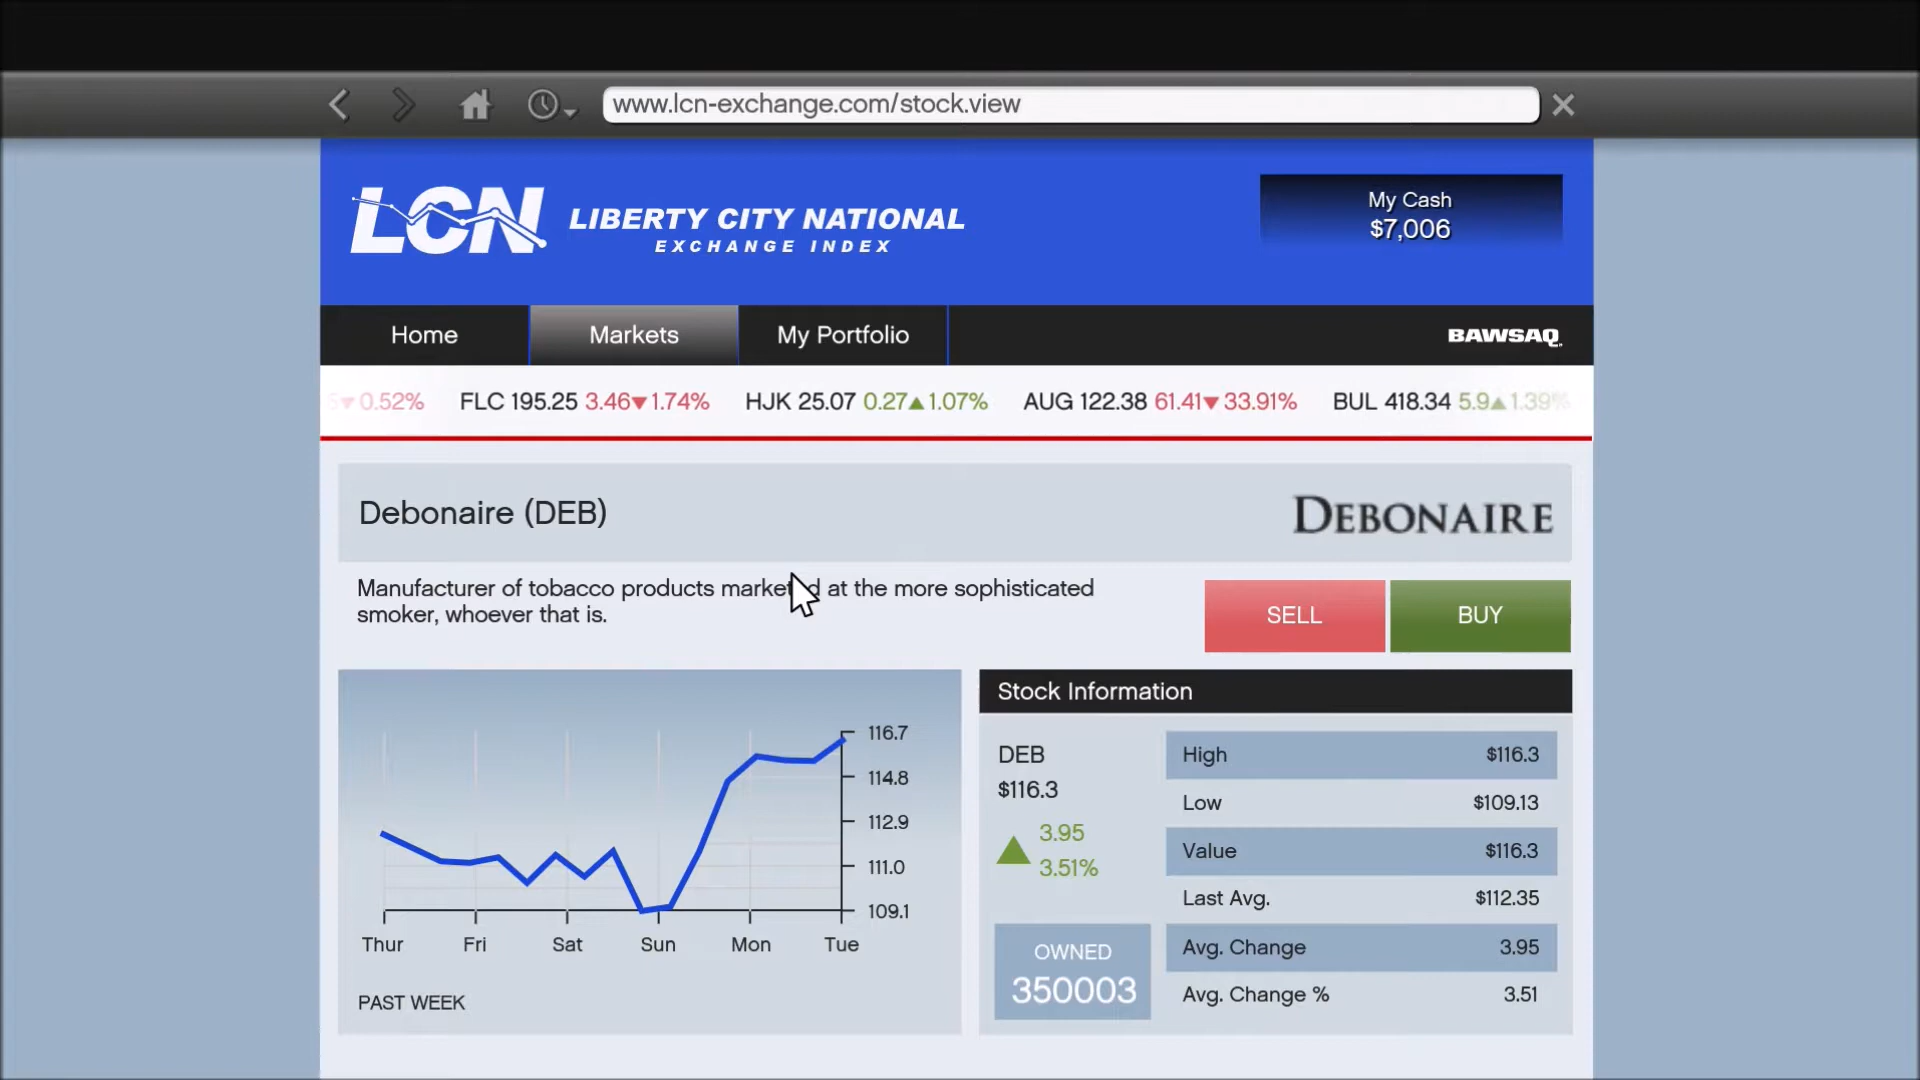 www.lcn-exchange.com/stock.view
LCN
LIBERTY CITY NATIONAL
EXCHANGE INDEX
My Cash
$7,006
Home
Markets
My Portfolio
BAWSAQ
▼0.52% FLC 195.25 3.46▼1.74% HJK 25.07 0.27▲1.07% AUG 122.38 61.41▼33.91% BUL 418.34 5.9▲1.39%
Debonaire (DEB)
DEBONAIRE
Manufacturer of tobacco products marketed at the more sophisticated
smoker, whoever that is.
SELL
BUY
116.7
114.8
112.9
111.0
109.1
Thur Fri Sat Sun Mon Tue
PAST WEEK
Stock Information
DEB
$116.3
3.95
3.51%
OWNED
350003
High $116.3
Low $109.13
Value $116.3
Last Avg. $112.35
Avg. Change 3.95
Avg. Change % 3.51